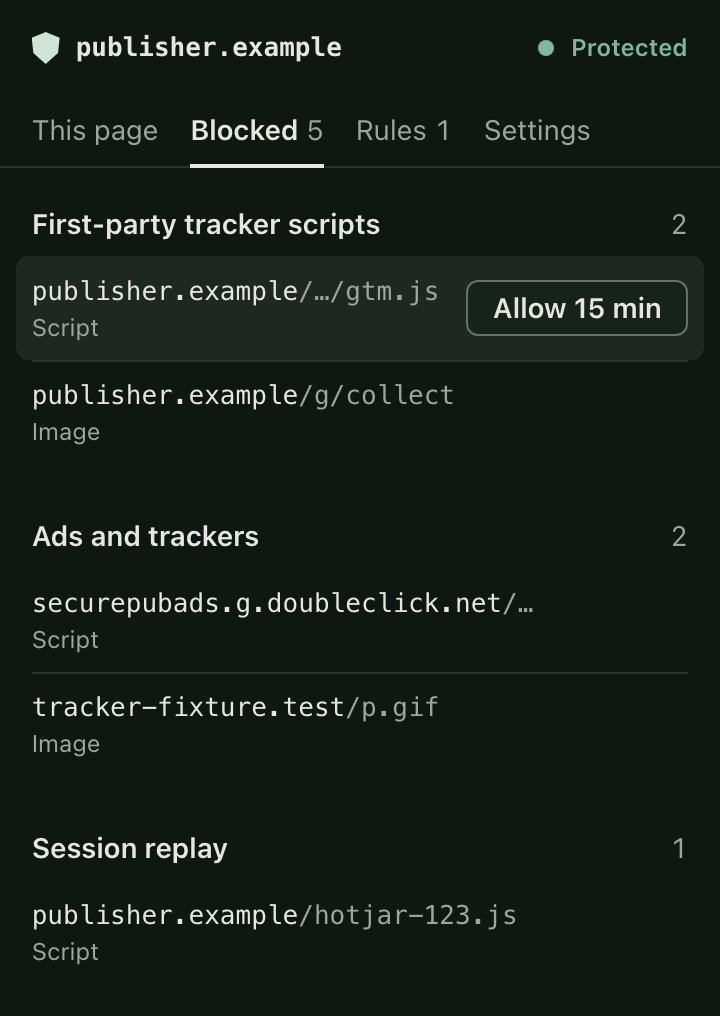 publisher.example
Protected
This page Blocked 5 Rules 1 Settings
First-party tracker scripts 2
publisher.example/…/gtm.js
Script
Allow 15 min
publisher.example/g/collect
Image
Ads and trackers 2
securepubads.g.doubleclick.net/…
Script
tracker-fixture.test/p.gif
Image
Session replay 1
publisher.example/hotjar-123.js
Script